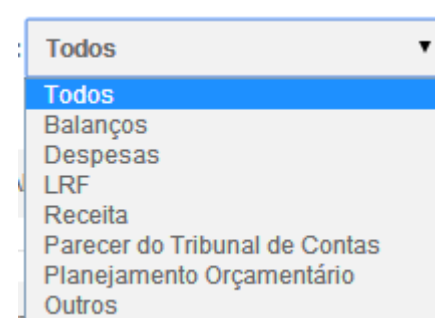 : Todos
Todos
Balanços
Despesas
LRF
Receita
Parecer do Tribunal de Contas
Planejamento Orçamentário
Outros